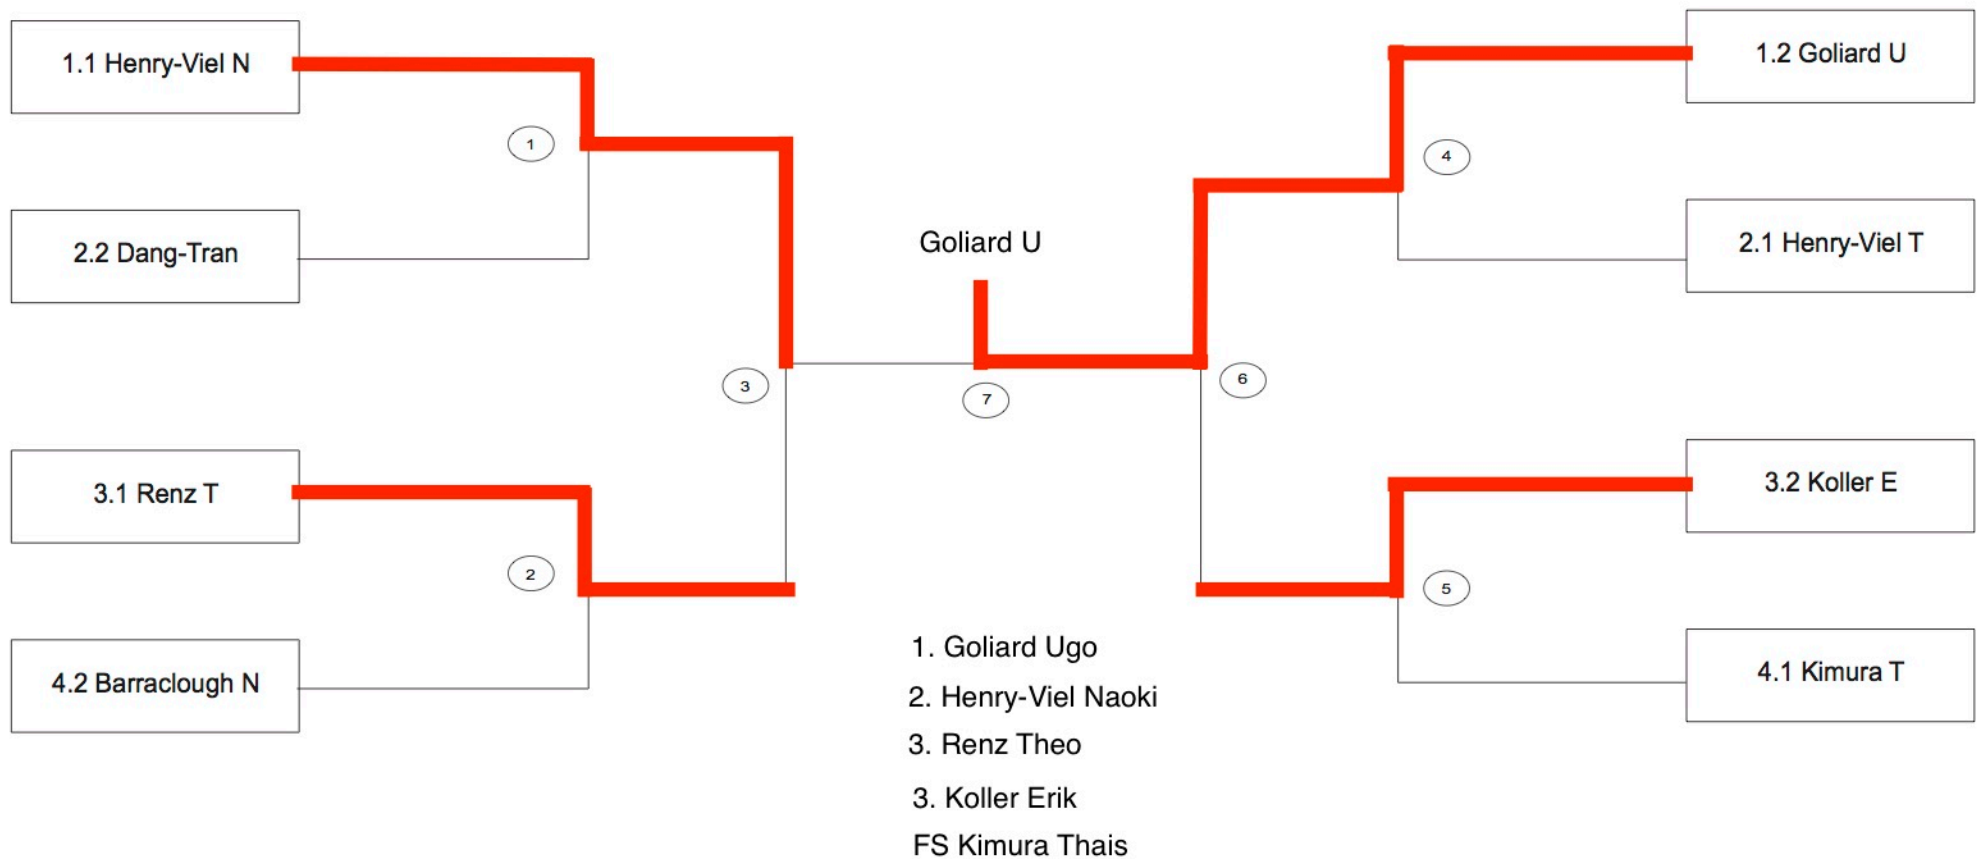 1.1 Henry-Viel N
1
2.2 Dang-Tran
3
3.1 Renz T
2
4.2 Barraclough N
Goliard U
7
1.2 Goliard U
4
2.1 Henry-Viel T
6
3.2 Koller E
5
4.1 Kimura T
1. Goliard Ugo
2. Henry-Viel Naoki
3. Renz Theo
3. Koller Erik
FS Kimura Thais